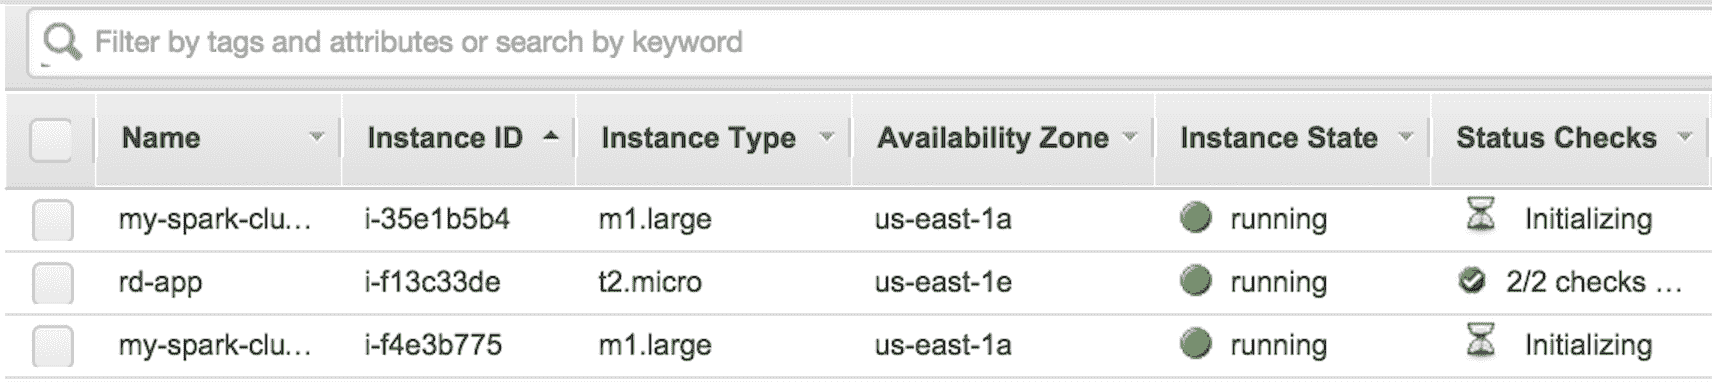 Filter by tags and attributes or search by keyword
Name Instance ID Instance Type Availability Zone Instance State Status Checks
my-spark-clu... i-35e1b5b4 m1.large us-east-1a running Initializing
rd-app i-f13c33de t2.micro us-east-1e running 2/2 checks ...
my-spark-clu... i-f4e3b775 m1.large us-east-1a running Initializing